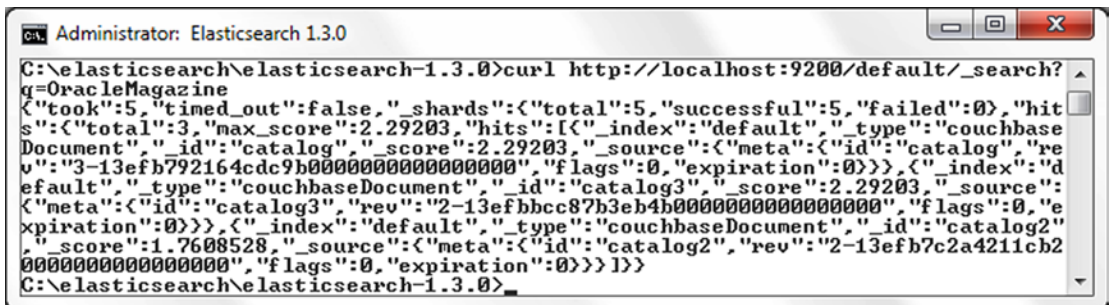 Administrator: Elasticsearch 1.3.0
C:\elasticsearch\elasticsearch-1.3.0>curl http://localhost:9200/default/_search?
q=OracleMagazine
{"took":5,"timed_out":false,"_shards":{"total":5,"successful":5,"failed":0},"hit
s":{"total":3,"max_score":2.29203,"hits":[{"_index":"default","_type":"couchbase
Document","_id":"catalog","_score":2.29203,"_source":{"meta":{"id":"catalog","re
v":"3-13efb792164cdc9b0000000000000000","flags":0,"expiration":0}}},{"_index":"d
efault","_type":"couchbaseDocument","_id":"catalog3","_score":2.29203,"_source":
{"meta":{"id":"catalog3","rev":"2-13efbbcc87b3eb4b0000000000000000","flags":0,"e
xpiration":0}}},{"_index":"default","_type":"couchbaseDocument","_id":"catalog2"
,"_score":1.7608528,"_source":{"meta":{"id":"catalog2","rev":"2-13efb7c2a4211cb2
0000000000000000","flags":0,"expiration":0}}}]}}
C:\elasticsearch\elasticsearch-1.3.0>_